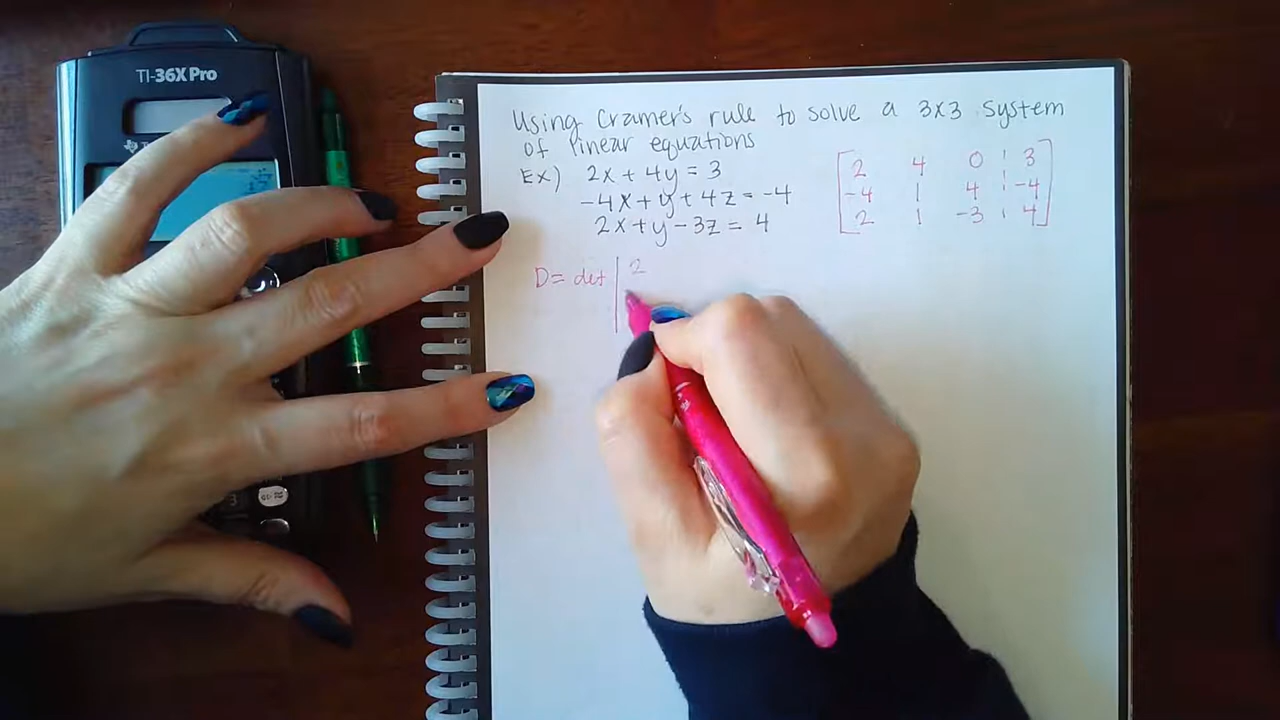 TI-36X Pro
Using Cramer's rule to solve a 3x3 system
of linear equations
Ex) 2x + 4y = 3
-4x + y + 4z = -4
2x + y - 3z = 4
2 4 0 3
-4 1 4 -4
2 1 -3 4
D = det 2